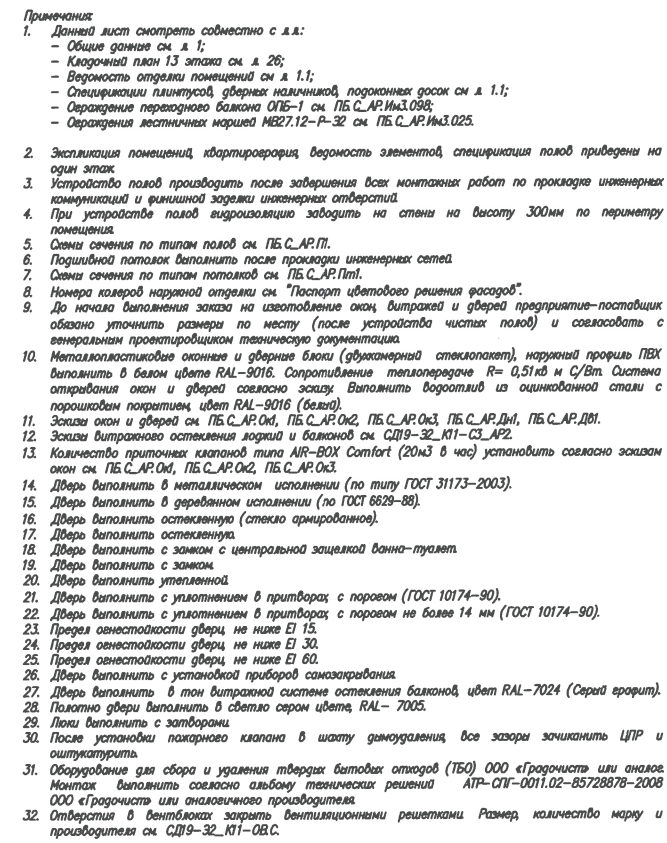 Примечания:
1. Данный лист смотреть совместно с л.л.:
– Общие данные см. л. 1;
– Кладочный план 13 этажа см. л. 26;
– Ведомость отделки помещений см л. 1.1;
– Спецификации плинтусов, дверных наличников, подоконных досок см л. 1.1;
– Ограждение переходного балкона ОПБ-1 см. ПБ.С_АР.Им3.098;
– Ограждения лестничных маршей МВ27.12-Р-Э2 см. ПБ.С_АР.Им3.025.
2. Экспликация помещений, квартирография, ведомость элементов, спецификация полов приведены на
один этаж.
3. Устройство полов производить после завершения всех монтажных работ по прокладке инженерных
коммуникаций и финишной заделки инженерных отверстий.
4. При устройстве полов гидроизоляцию заводить на стены на высоту 300мм по периметру
помещения.
5. Схемы сечения по типам полов см. ПБ.С_АР.П1.
6. Подшивной потолок выполнить после прокладки инженерных сетей.
7. Схемы сечения по типам потолков см. ПБ.С_АР.Пт1.
8. Номера колеров наружной отделки см. "Паспорт цветового решения фасадов".
9. До начала выполнения заказа на изготовление окон, витражей и дверей предприятие-поставщик
обязано уточнить размеры по месту (после устройства чистых полов) и согласовать с
генеральным проектировщиком техническую документацию.
10. Металлопластиковые оконные и дверные блоки (двухкамерный стеклопакет), наружный профиль ПВХ
выполнить в белом цвете RAL-9016. Сопротивление теплопередаче R= 0,51кв м С/Вт. Система
открывания окон и дверей согласно эскизу. Выполнить водоотлив из оцинкованной стали с
порошковым покрытием, цвет RAL-9016 (белый).
11. Эскизы окон и дверей см. ПБ.С_АР.Ок1, ПБ.С_АР.Ок2, ПБ.С_АР.Ок3, ПБ.С_АР.Дн1, ПБ.С_АР.ДВ1.
12. Эскизы витражного остекления лоджий и балконов см. СД19-Э2_К11-С3_АР2.
13. Количество приточных клапанов типа AIR-BOX Comfort (20м3 в час) установить согласно эскизам
окон см. ПБ.С_АР.Ок1, ПБ.С_АР.Ок2, ПБ.С_АР.Ок3.
14. Дверь выполнить в металлическом исполнении (по типу ГОСТ 31173-2003).
15. Дверь выполнить в деревянном исполнении (по ГОСТ 6629-88).
16. Дверь выполнить остекленную (стекло армированное).
17. Дверь выполнить остекленную.
18. Дверь выполнить с замком с центральной защелкой ванна-туалет.
19. Дверь выполнить с замком.
20. Дверь выполнить утепленной.
21. Дверь выполнить с уплотнением в притворах, с порогом (ГОСТ 10174-90).
22. Дверь выполнить с уплотнением в притворах, с порогом не более 14 мм (ГОСТ 10174-90).
23. Предел огнестойкости двери, не ниже EI 15.
24. Предел огнестойкости двери, не ниже EI 30.
25. Предел огнестойкости двери, не ниже EI 60.
26. Дверь выполнить с установкой приборов самозакрывания.
27. Дверь выполнить в тон витражной системе остекления балконов, цвет RAL-7024 (Серый графит).
28. Полотно двери выполнить в светло сером цвете, RAL- 7005.
29. Люки выполнить с затворами.
30. После установки пожарного клапана в шахту дымоудаления, все зазоры зачиканить ЦПР и
оштукатурить.
31. Оборудование для сбора и удаления твердых бытовых отходов (ТБО) ООО «Градочист» или аналог.
Монтаж выполнить согласно альбому технических решений АТР-СПГ-0011.02-85728878-2008
ООО «Градочист» или аналогичного производителя.
32. Отверстия в вентблоках закрыть вентиляционными решетками. Размер, количество марку и
производителя см. СД19-Э2_К11-ОВ.С.